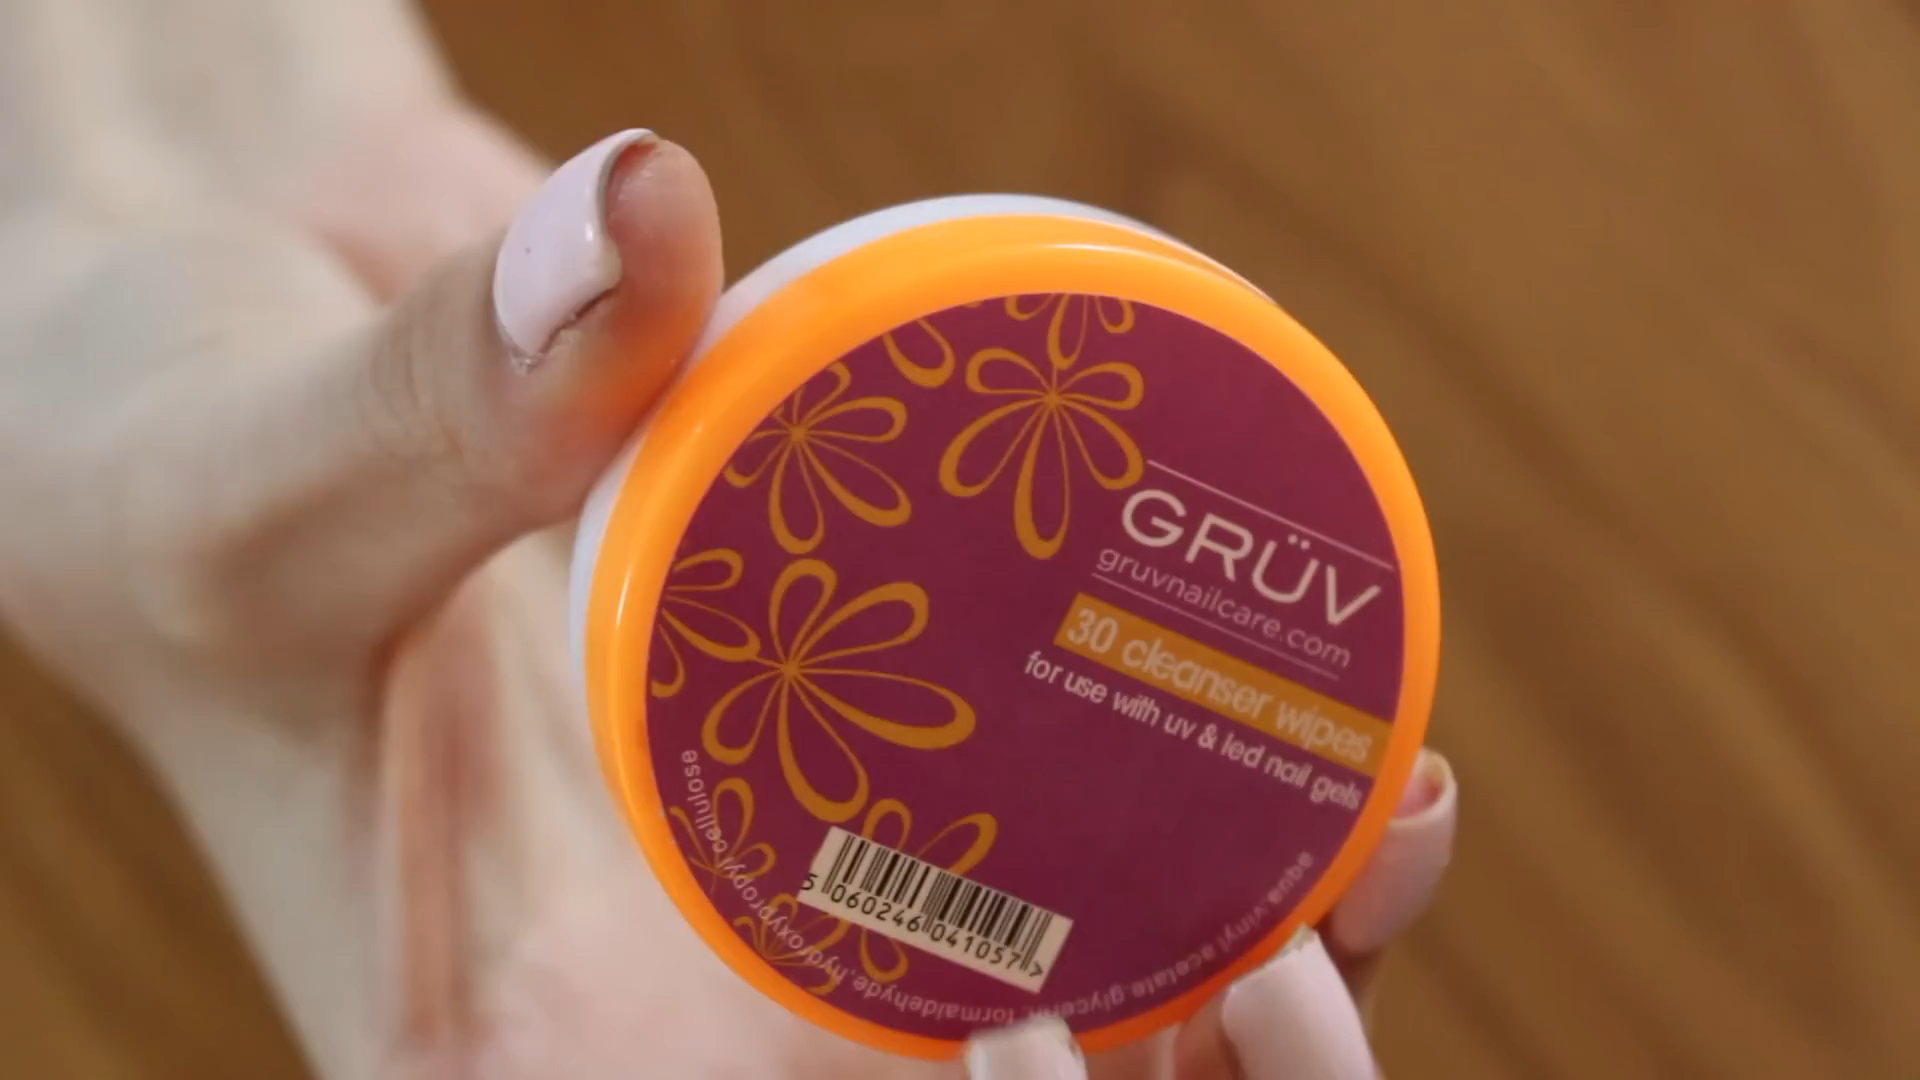 GRÜV
gruvnailcare.com
30 cleanser wipes
for use with uv & led nail gels
5 060246 041057 >
aqua.vinyl acetate.glycerin. formaldehyde.hydroxypropyl cellulose